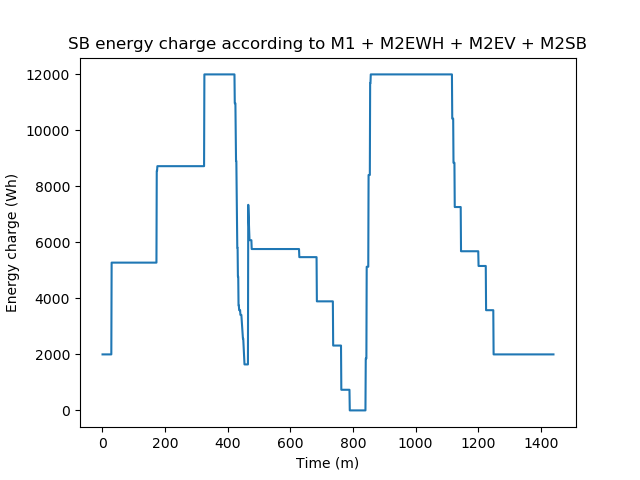 SB energy charge according to M1 + M2EWH + M2EV + M2SB
12000
10000
8000
6000
4000
2000
0
Energy charge (Wh)
0 200 400 600 800 1000 1200 1400
Time (m)